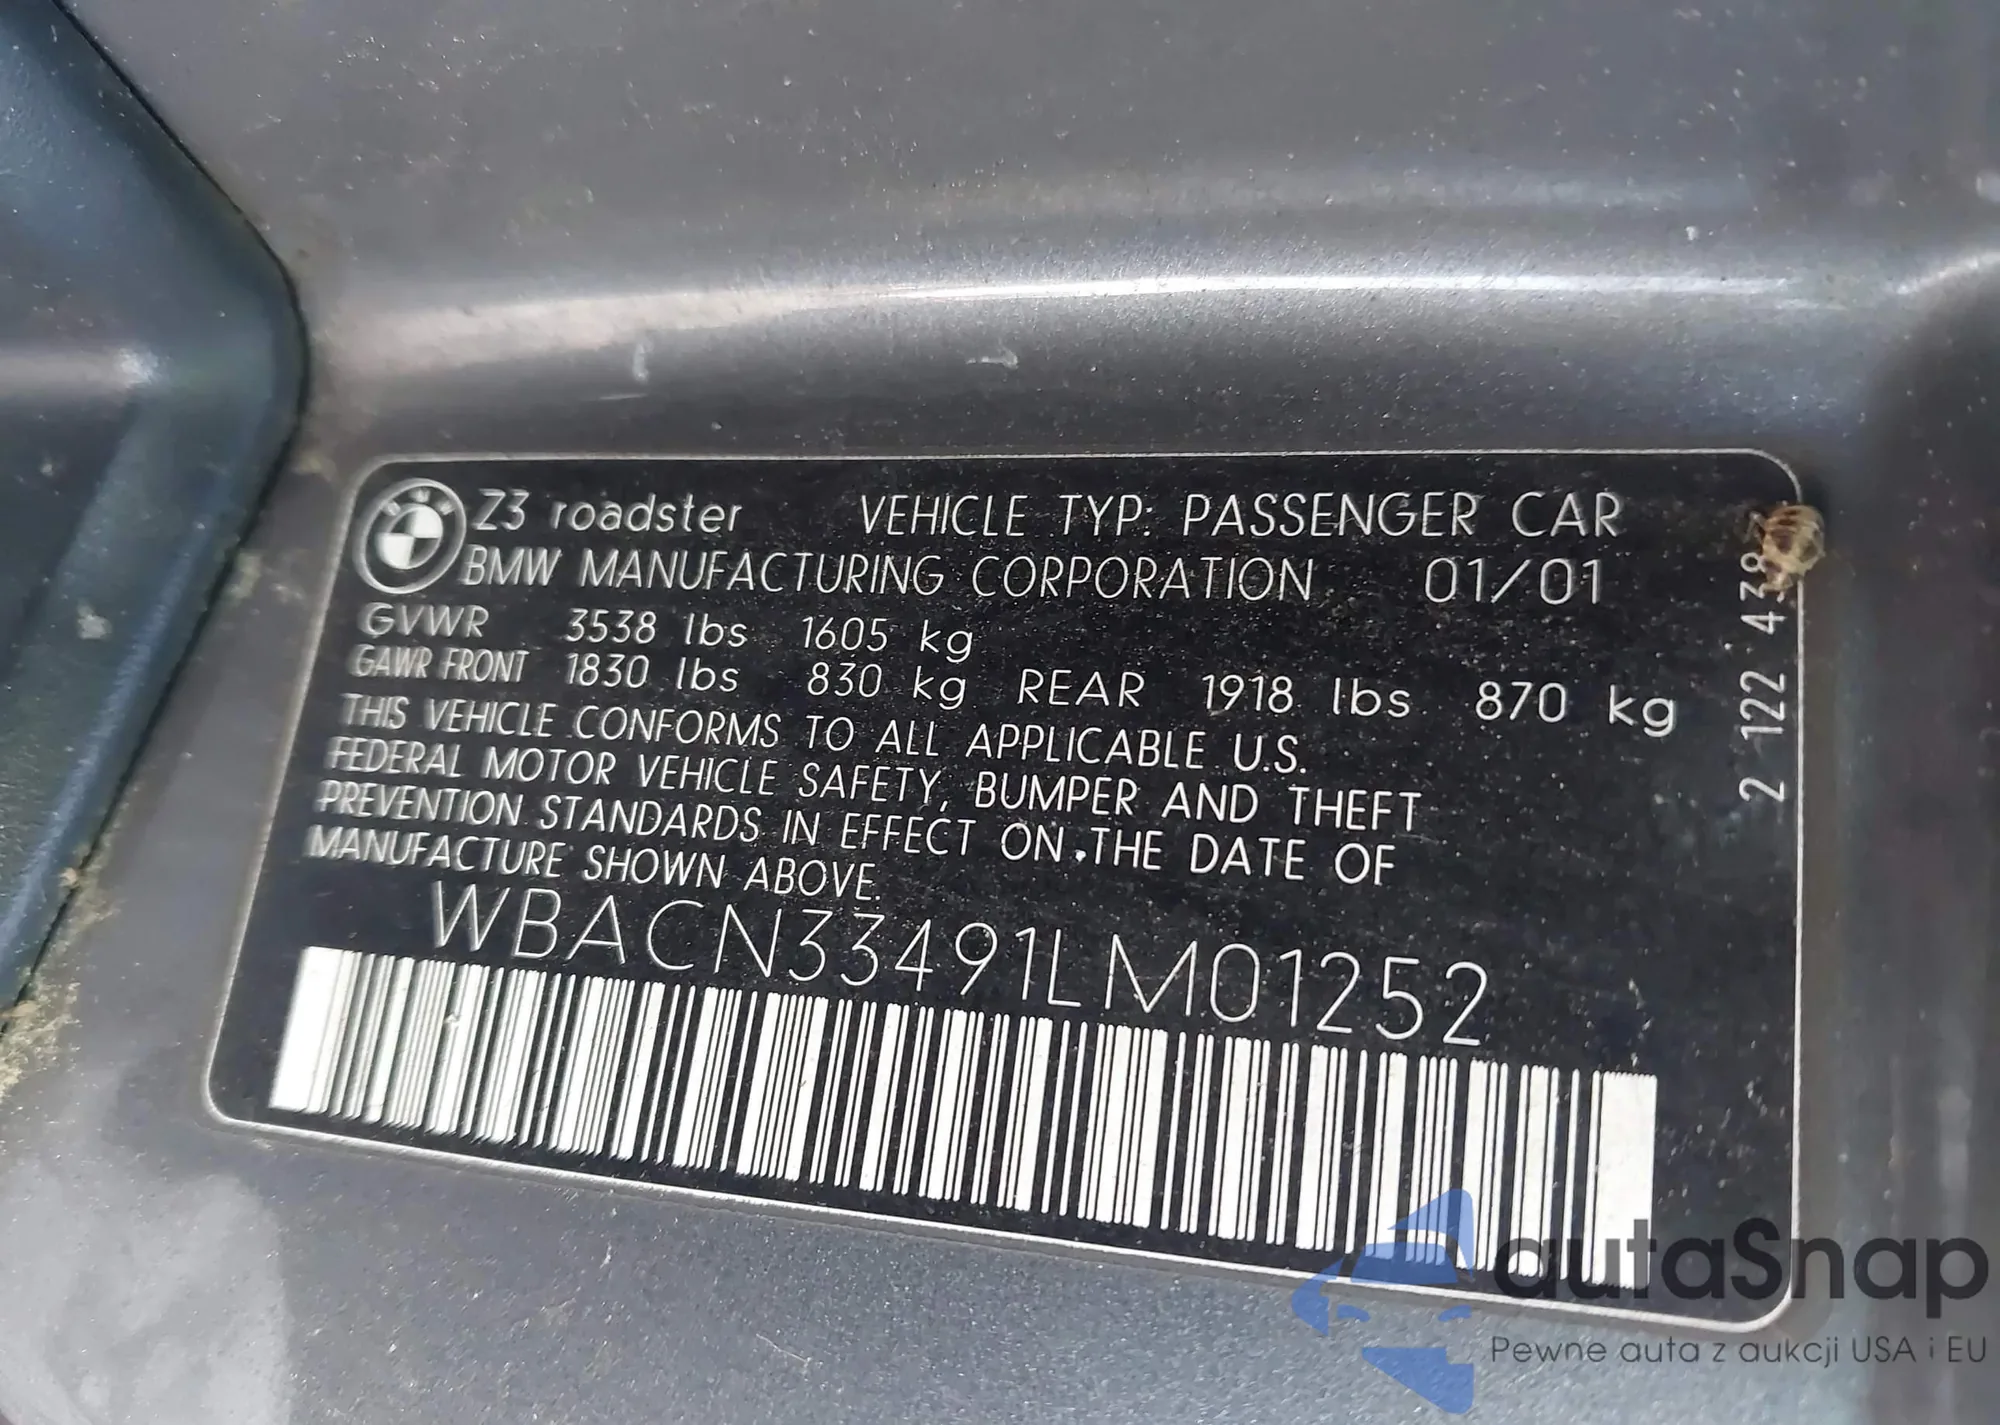 Z3 roadster VEHICLE TYP: PASSENGER CAR
BMW MANUFACTURING CORPORATION 01/01
GVWR 3538 lbs 1605 kg
GAWR FRONT 1830 lbs 830 kg REAR 1918 lbs 870 kg
THIS VEHICLE CONFORMS TO ALL APPLICABLE U.S.
FEDERAL MOTOR VEHICLE SAFETY, BUMPER AND THEFT
PREVENTION STANDARDS IN EFFECT ON THE DATE OF
MANUFACTURE SHOWN ABOVE.
WBACN33491LM01252
2 122 438
autaSnap
Pewne auta z aukcji USA i EU